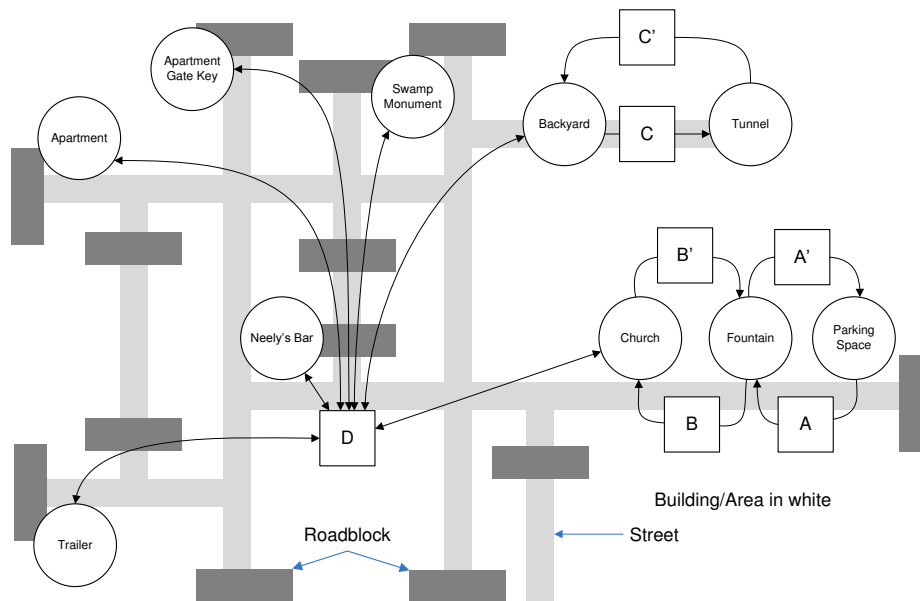 C’
Apartment
Gate Key
Swamp
Monument
Backyard
C
Tunnel
Apartment
B’
A’
Neely’s Bar
Church
Fountain
Parking
Space
D
B
A
Building/Area in white
Roadblock
Street
Trailer